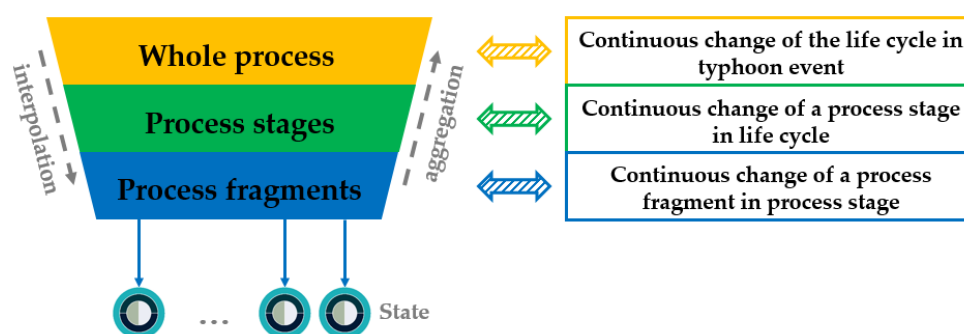 Whole process
Process stages
Process fragments
interpolation
aggregation
Continuous change of the life cycle in
typhoon event
Continuous change of a process stage
in life cycle
Continuous change of a process
fragment in process stage
...
State